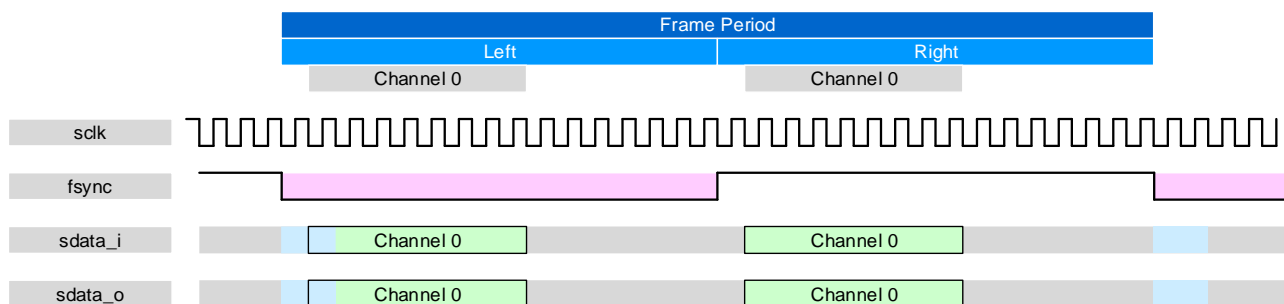 Frame Period
Left Right
Channel 0 Channel 0
sclk
fsync
sdata_i Channel 0 Channel 0
sdata_o Channel 0 Channel 0